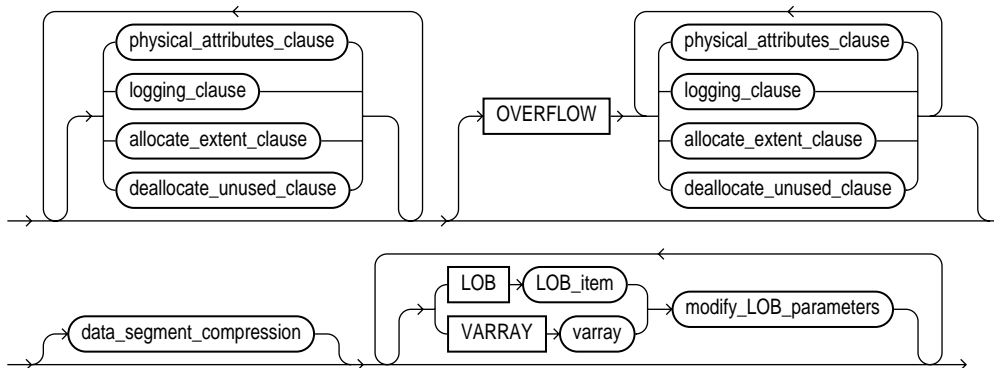 physical_attributes_clause
logging_clause
allocate_extent_clause
deallocate_unused_clause
OVERFLOW
physical_attributes_clause
logging_clause
allocate_extent_clause
deallocate_unused_clause
data_segment_compression
LOB LOB_item
VARRAY varray
modify_LOB_parameters